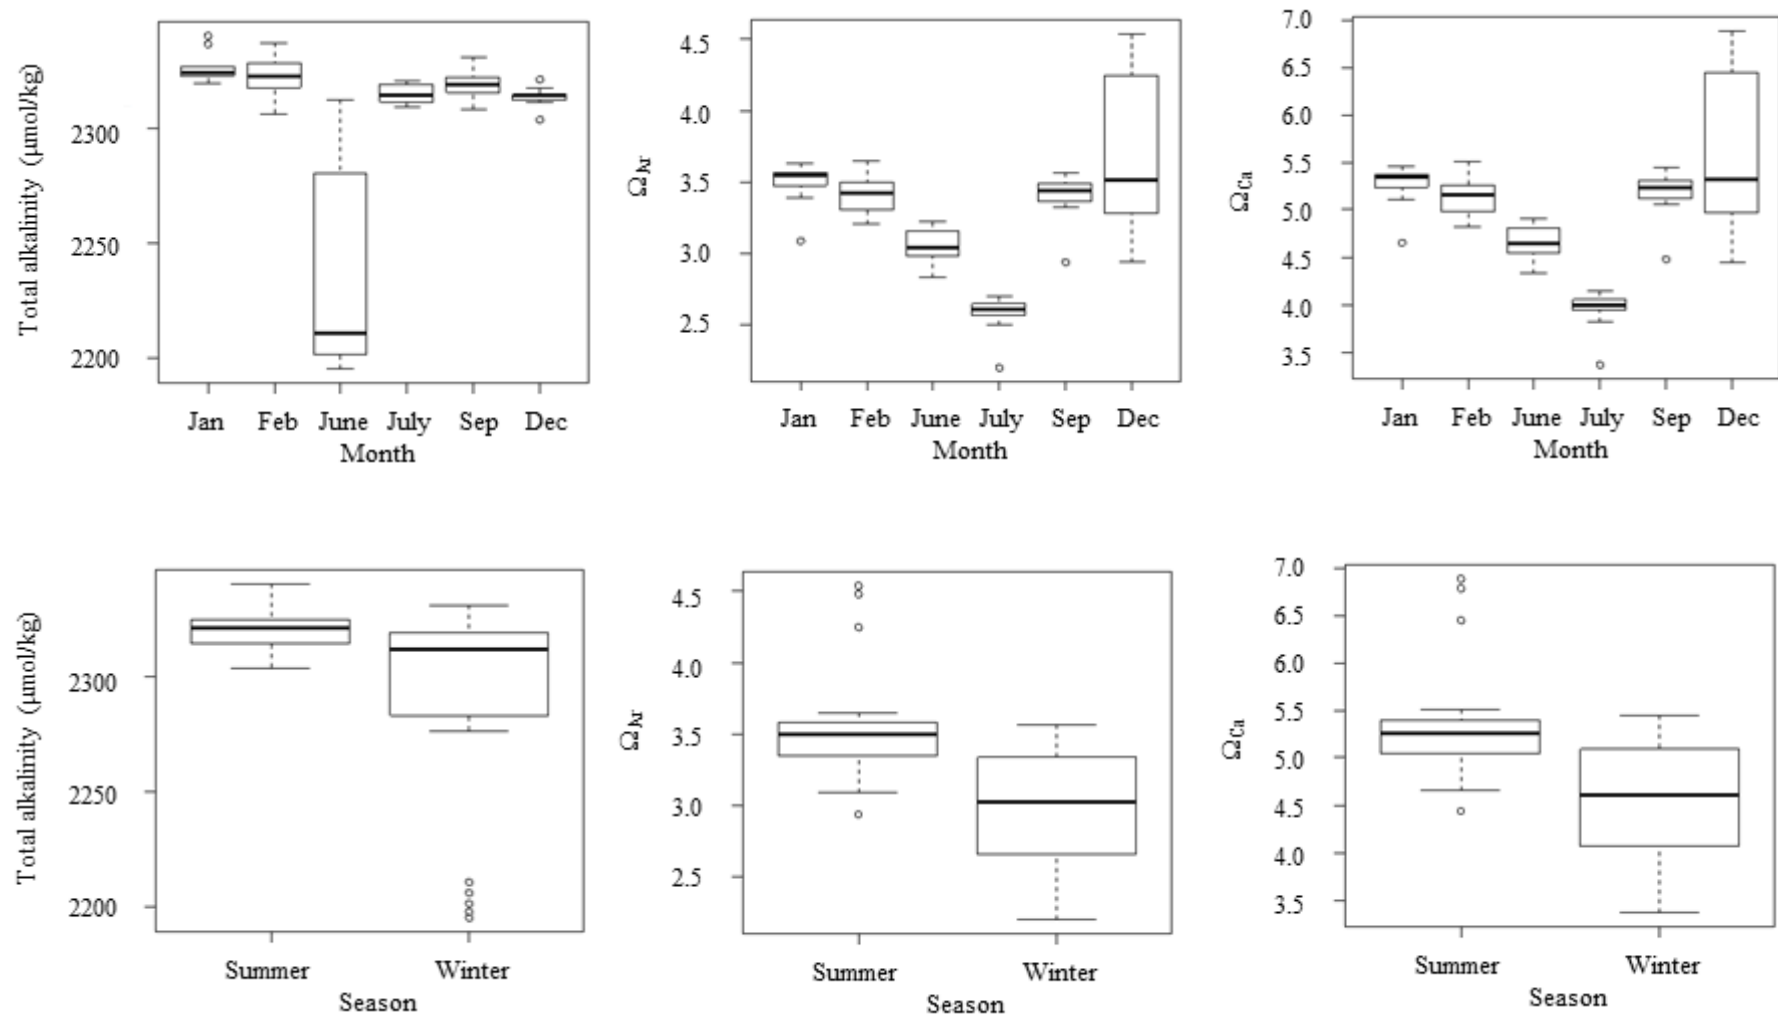 Total alkalinity (μmol/kg)
2300
2250
2200
Jan Feb June July Sep Dec
Month
ΩAr
4.5
4.0
3.5
3.0
2.5
Jan Feb June July Sep Dec
Month
ΩCa
7.0
6.5
6.0
5.5
5.0
4.5
4.0
3.5
Jan Feb June July Sep Dec
Month
Total alkalinity (μmol/kg)
2300
2250
2200
Summer Winter
Season
ΩAr
4.5
4.0
3.5
3.0
2.5
Summer Winter
Season
ΩCa
7.0
6.5
6.0
5.5
5.0
4.5
4.0
3.5
Summer Winter
Season